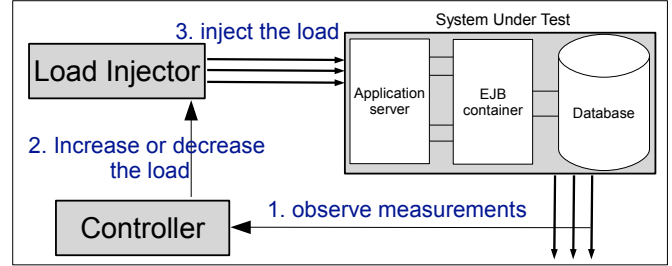 System Under Test
3. inject the load
Load Injector
Application
server
EJB
container
Database
2. Increase or decrease
the load
1. observe measurements
Controller